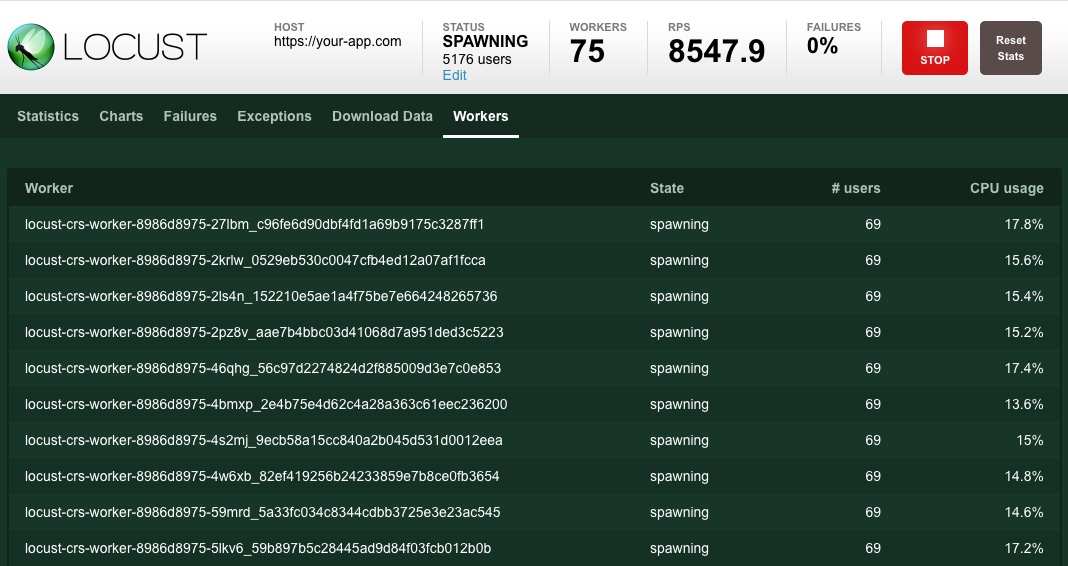 LOCUST
HOST
https://your-app.com
STATUS
SPAWNING
5176 users
Edit
WORKERS
75
RPS
8547.9
FAILURES
0%
STOP
Reset
Stats
Statistics Charts Failures Exceptions Download Data Workers
Worker State # users CPU usage
locust-crs-worker-8986d8975-27lbm_c96fe6d90dbf4fd1a69b9175c3287ff1 spawning 69 17.8%
locust-crs-worker-8986d8975-2krlw_0529eb530c0047cfb4ed12a07af1fcca spawning 69 15.6%
locust-crs-worker-8986d8975-2ls4n_152210e5ae1a4f75be7e664248265736 spawning 69 15.4%
locust-crs-worker-8986d8975-2pz8v_aae7b4bbc03d41068d7a951ded3c5223 spawning 69 15.2%
locust-crs-worker-8986d8975-46qhg_56c97d2274824d2f885009d3e7c0e853 spawning 69 17.4%
locust-crs-worker-8986d8975-4bmxp_2e4b75e4d62c4a28a363c61eec236200 spawning 69 13.6%
locust-crs-worker-8986d8975-4s2mj_9ecb58a15cc840a2b045d531d0012eea spawning 69 15%
locust-crs-worker-8986d8975-4w6xb_82ef419256b24233859e7b8ce0fb3654 spawning 69 14.8%
locust-crs-worker-8986d8975-59mrd_5a33fc034c8344cdbb3725e3e23ac545 spawning 69 14.6%
locust-crs-worker-8986d8975-5lkv6_59b897b5c28445ad9d84f03fcb012b0b spawning 69 17.2%